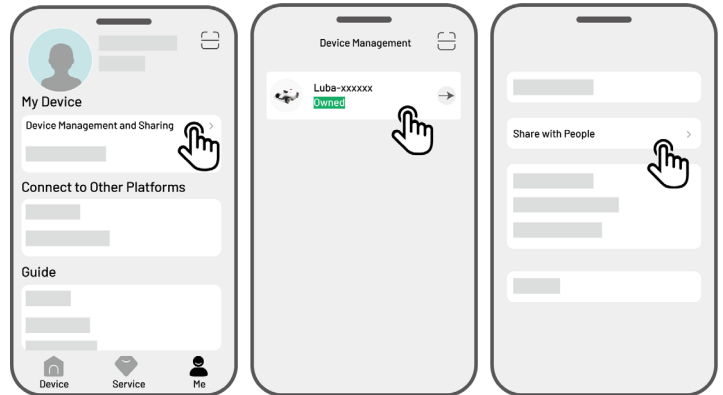 My Device
Device Management and Sharing
Connect to Other Platforms
Guide
Device
Service
Me
Device Management
Luba-xxxxxx
Owned
Share with People